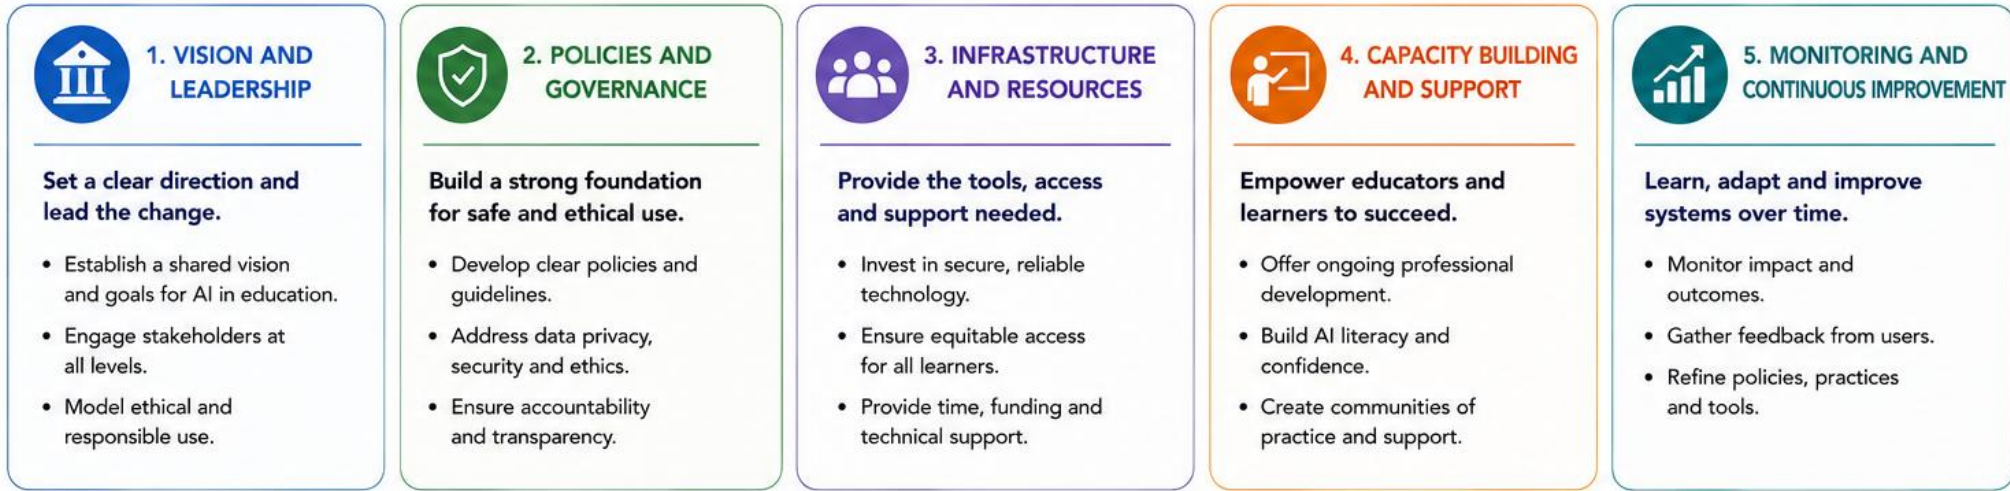 1. VISION AND
LEADERSHIP
Set a clear direction and
lead the change.
• Establish a shared vision
and goals for AI in education.
• Engage stakeholders at
all levels.
• Model ethical and
responsible use.
2. POLICIES AND
GOVERNANCE
Build a strong foundation
for safe and ethical use.
• Develop clear policies and
guidelines.
• Address data privacy,
security and ethics.
• Ensure accountability
and transparency.
3. INFRASTRUCTURE
AND RESOURCES
Provide the tools, access
and support needed.
• Invest in secure, reliable
technology.
• Ensure equitable access
for all learners.
• Provide time, funding and
technical support.
4. CAPACITY BUILDING
AND SUPPORT
Empower educators and
learners to succeed.
• Offer ongoing professional
development.
• Build AI literacy and
confidence.
• Create communities of
practice and support.
5. MONITORING AND
CONTINUOUS IMPROVEMENT
Learn, adapt and improve
systems over time.
• Monitor impact and
outcomes.
• Gather feedback from users.
• Refine policies, practices
and tools.